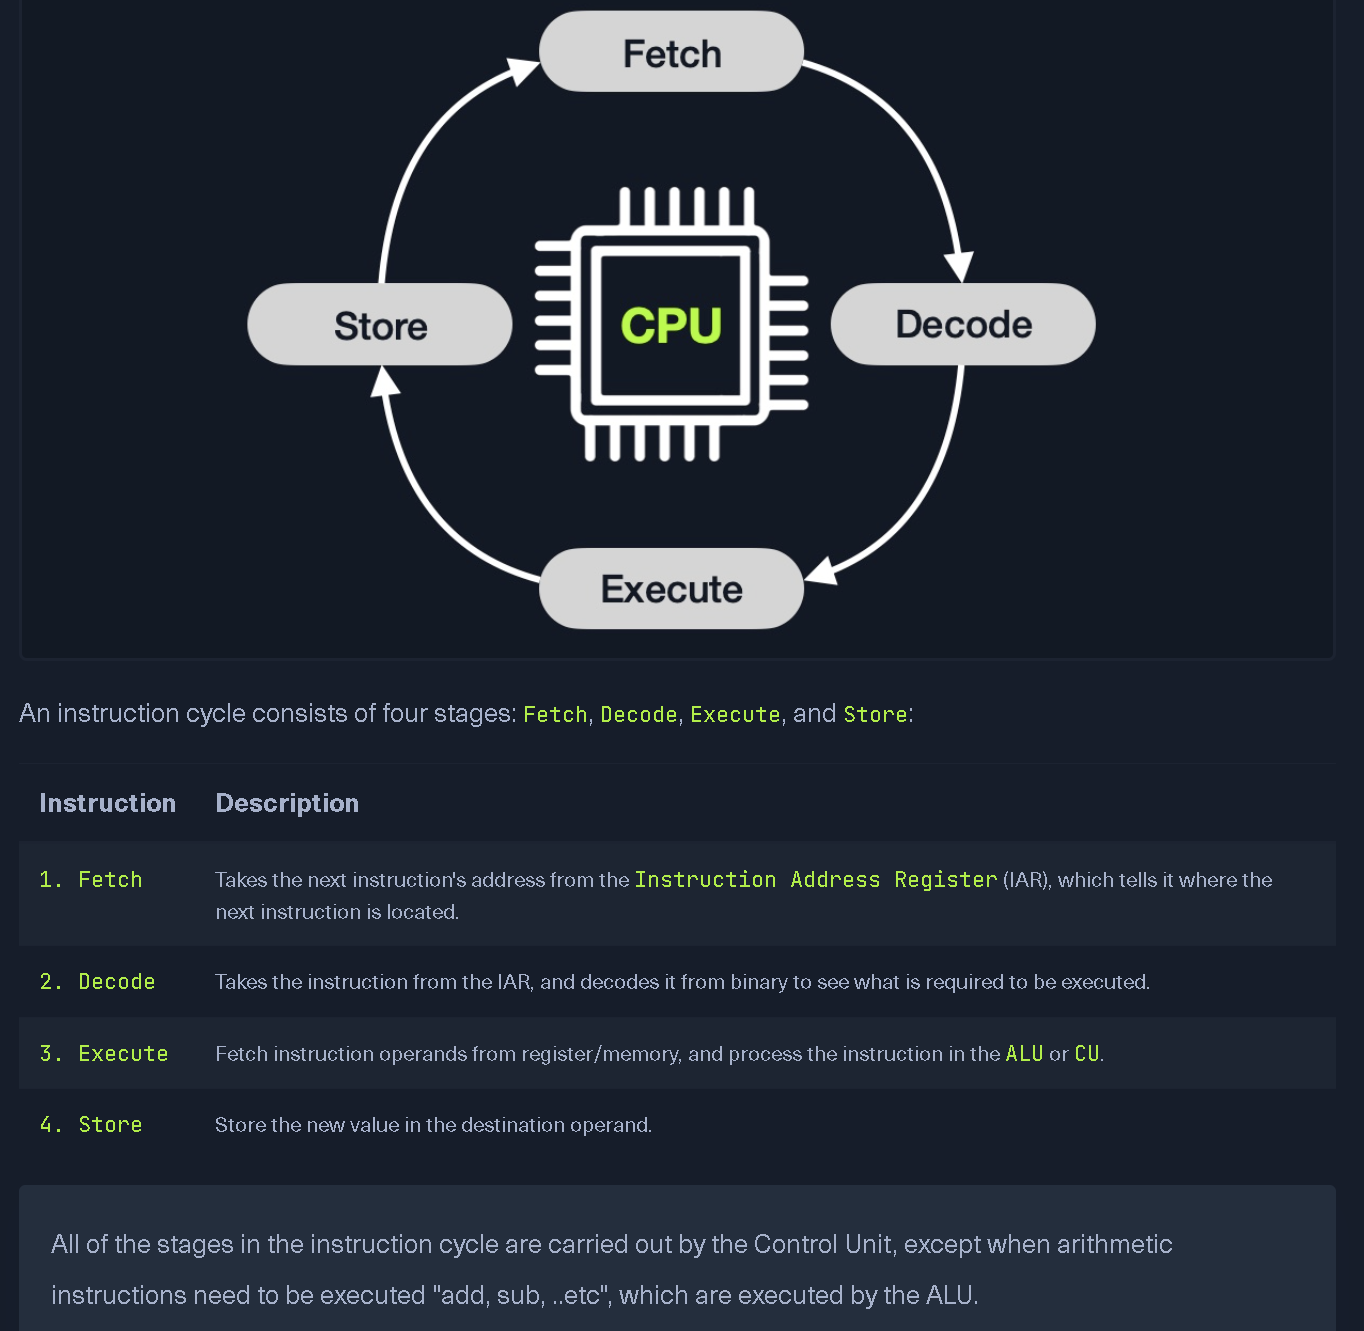 Fetch
CPU
Store
Decode
Execute
An instruction cycle consists of four stages: Fetch, Decode, Execute, and Store:
Instruction Description
1. Fetch Takes the next instruction's address from the Instruction Address Register (IAR), which tells it where the
next instruction is located.
2. Decode Takes the instruction from the IAR, and decodes it from binary to see what is required to be executed.
3. Execute Fetch instruction operands from register/memory, and process the instruction in the ALU or CU.
4. Store Store the new value in the destination operand.
All of the stages in the instruction cycle are carried out by the Control Unit, except when arithmetic
instructions need to be executed "add, sub, ..etc", which are executed by the ALU.